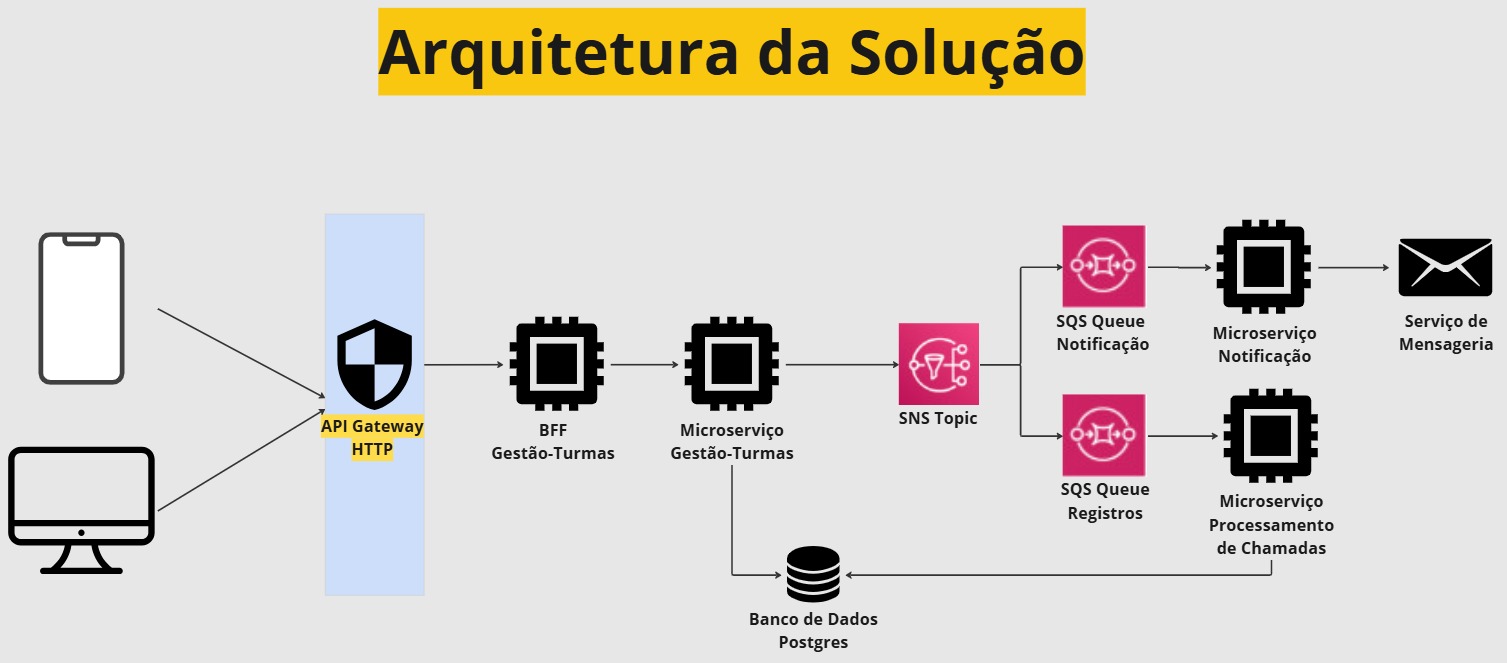 Arquitetura da Solução
API Gateway
HTTP
BFF
Gestão-Turmas
Microserviço
Gestão-Turmas
SNS Topic
SQS Queue
Notificação
Microserviço
Notificação
Serviço de
Mensageria
SQS Queue
Registros
Microserviço
Processamento
de Chamadas
Banco de Dados
Postgres